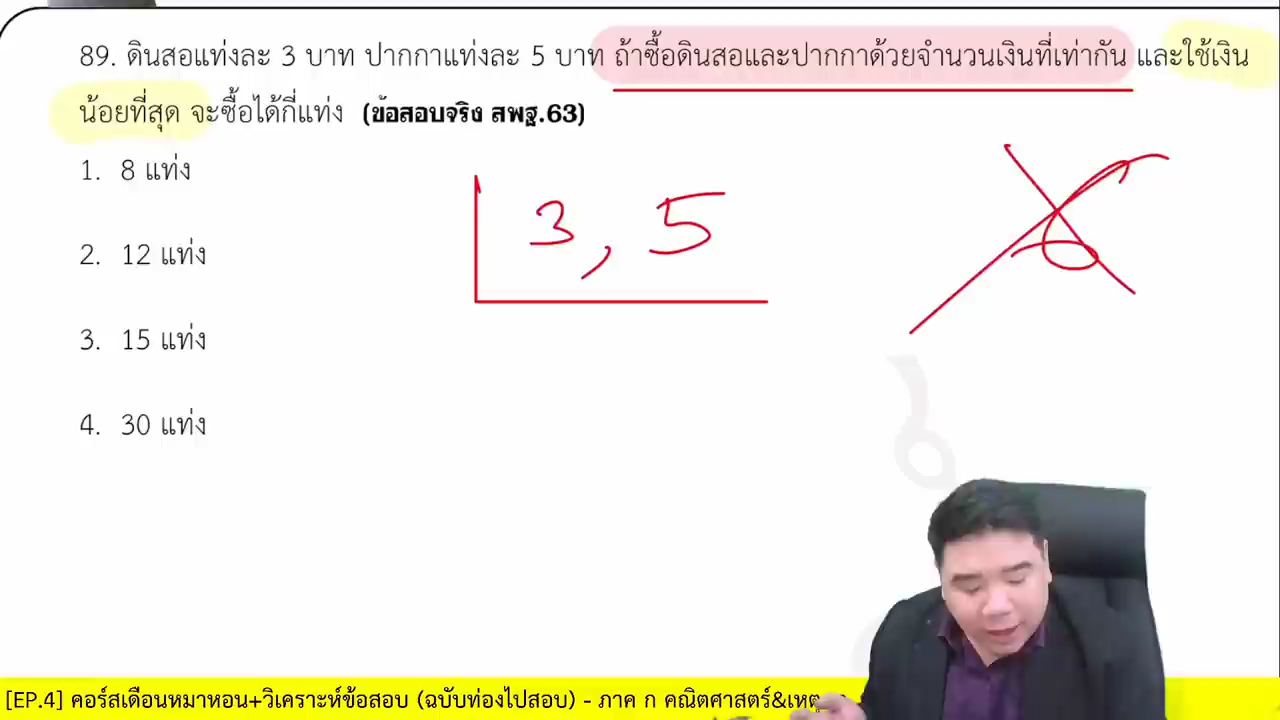 89. ดินสอแท่งละ 3 บาท ปากกาแท่งละ 5 บาท ถ้าซื้อดินสอและปากกาด้วยจำนวนเงินที่เท่ากัน และใช้เงิน
น้อยที่สุด จะซื้อได้กี่แท่ง (ข้อสอบจริง สพฐ.63)
1. 8 แท่ง
3, 5
2. 12 แท่ง
3. 15 แท่ง
4. 30 แท่ง
[EP.4] คอร์สเดือนหมาหอน+วิเคราะห์ข้อสอบ (ฉบับท่องไปสอบ) - ภาค ก คณิตศาสตร์&เหตุ